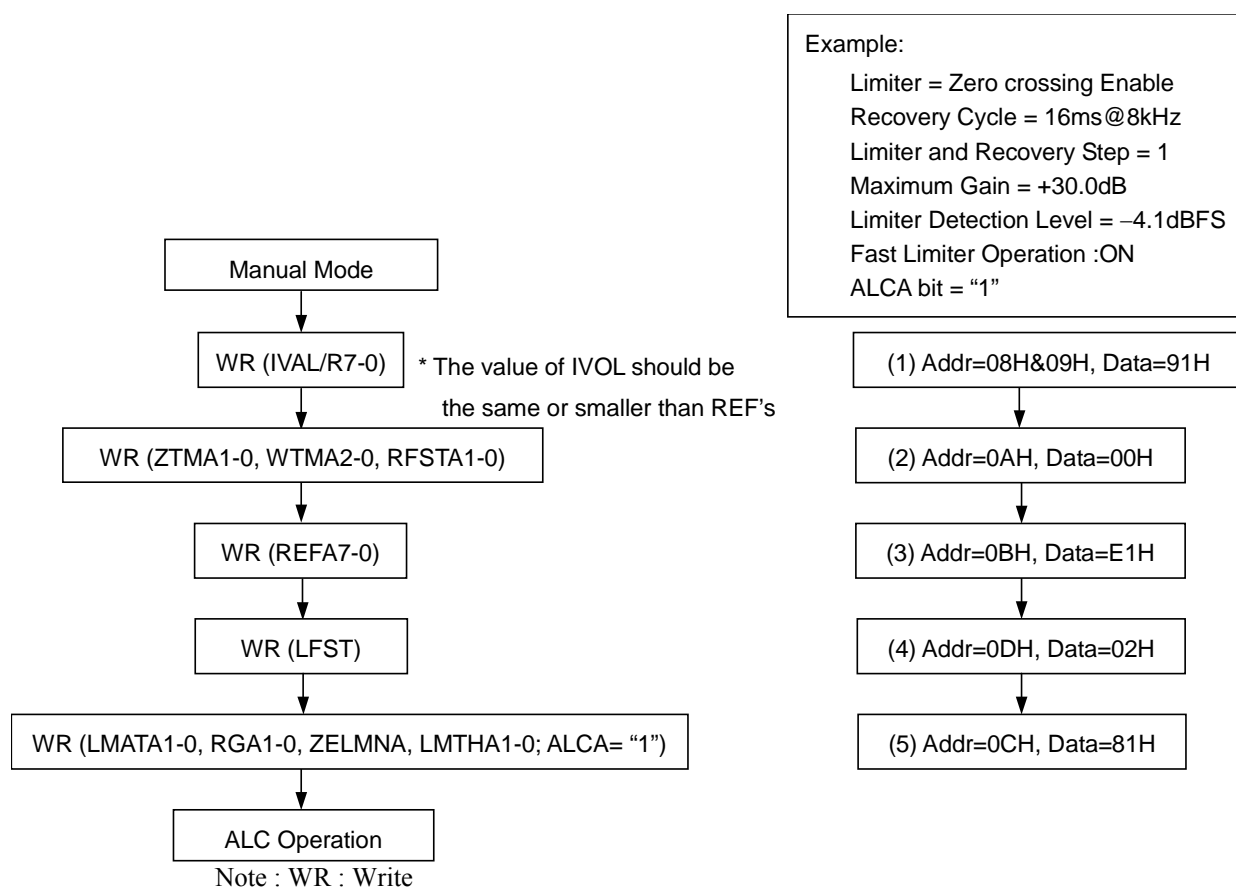 Example:
Limiter = Zero crossing Enable
Recovery Cycle = 16ms@8kHz
Limiter and Recovery Step = 1
Maximum Gain = +30.0dB
Limiter Detection Level = −4.1dBFS
Fast Limiter Operation :ON
ALCA bit = “1”
Manual Mode
WR (IVAL/R7-0)
* The value of IVOL should be
the same or smaller than REF’s
WR (ZTMA1-0, WTMA2-0, RFSTA1-0)
WR (REFA7-0)
WR (LFST)
WR (LMATA1-0, RGA1-0, ZELMNA, LMTHA1-0; ALCA= “1”)
ALC Operation
Note : WR : Write
(1) Addr=08H&09H, Data=91H
(2) Addr=0AH, Data=00H
(3) Addr=0BH, Data=E1H
(4) Addr=0DH, Data=02H
(5) Addr=0CH, Data=81H